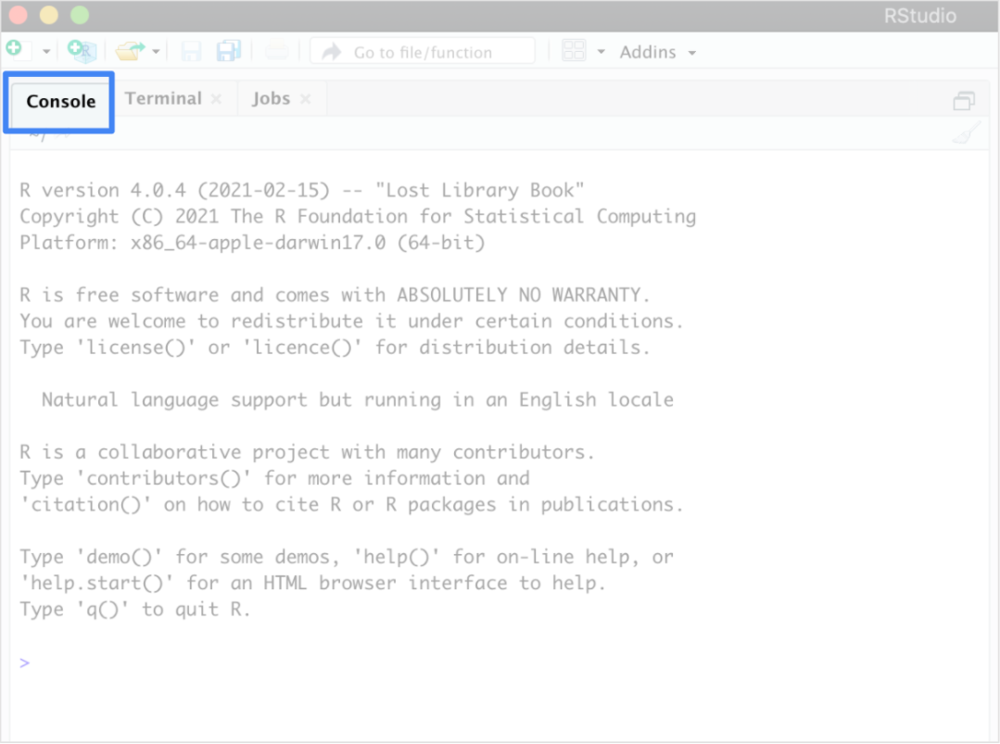 RStudio
Go to file/function
Addins
Console
Terminal
Jobs
~/
R version 4.0.4 (2021-02-15) -- "Lost Library Book"
Copyright (C) 2021 The R Foundation for Statistical Computing
Platform: x86_64-apple-darwin17.0 (64-bit)
R is free software and comes with ABSOLUTELY NO WARRANTY.
You are welcome to redistribute it under certain conditions.
Type 'license()' or 'licence()' for distribution details.
Natural language support but running in an English locale
R is a collaborative project with many contributors.
Type 'contributors()' for more information and
'citation()' on how to cite R or R packages in publications.
Type 'demo()' for some demos, 'help()' for on-line help, or
'help.start()' for an HTML browser interface to help.
Type 'q()' to quit R.
>